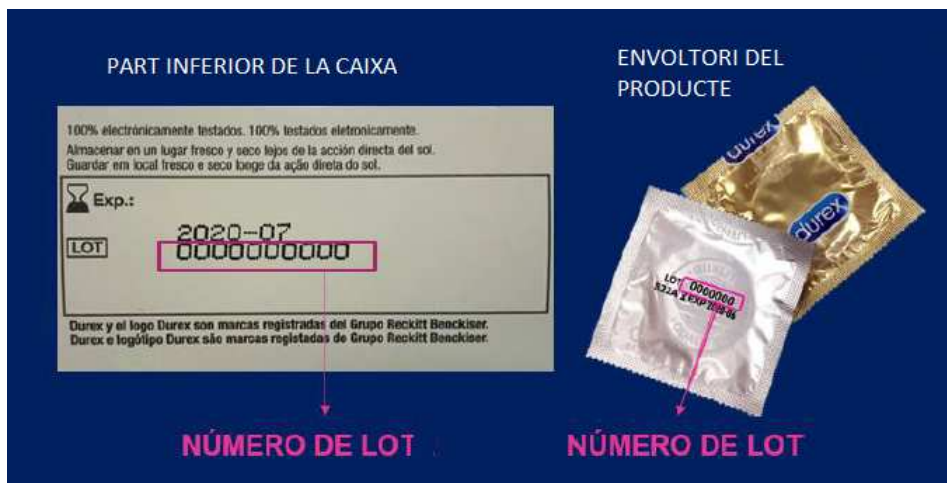 PART INFERIOR DE LA CAIXA
100% electrónicamente testados. 100% testados eletronicamente.
Almacenar en un lugar fresco y seco lejos de la acción directa del sol.
Guardar em local fresco e seco longe da ação direta do sol.
Exp.:
2020-07
LOT 0000000000
Durex y el logo Durex son marcas registradas del Grupo Reckitt Benckiser.
Durex e logótipo Durex são marcas registadas de Grupo Reckitt Benckiser.
NÚMERO DE LOT
ENVOLTORI DEL
PRODUCTE
durex
durex
LOT 0000000
EXP
NÚMERO DE LOT